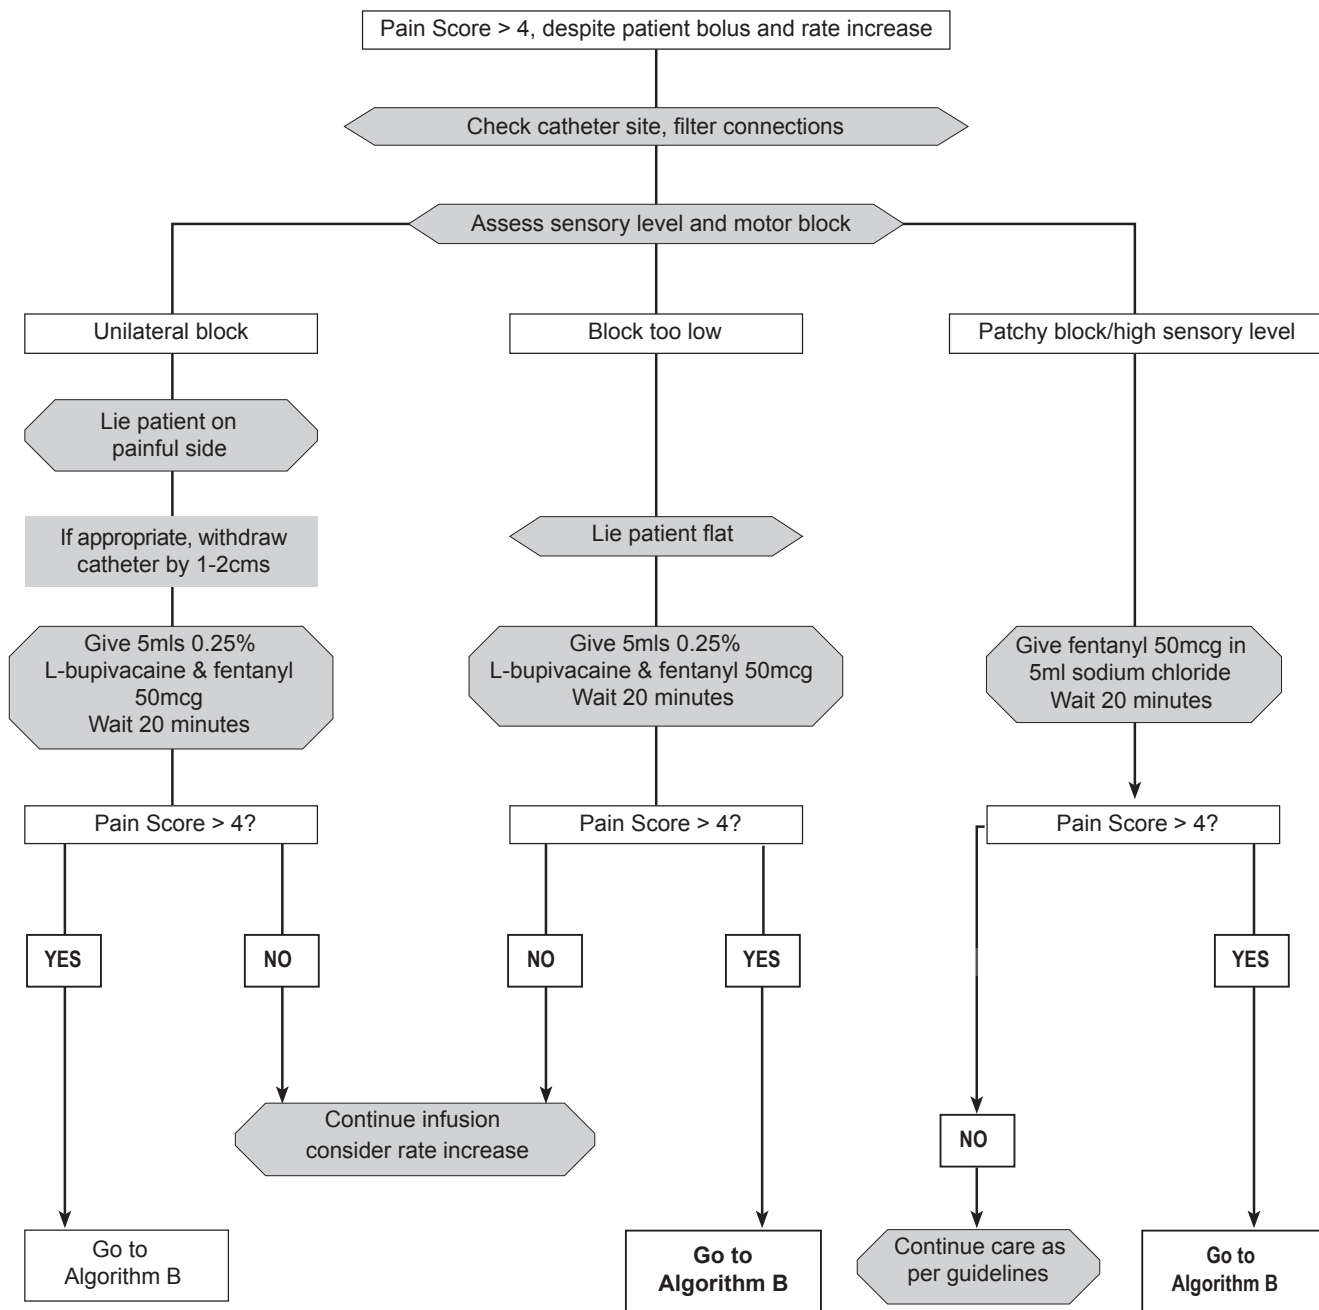 Pain Score > 4, despite patient bolus and rate increase
Check catheter site, filter connections
Assess sensory level and motor block
Unilateral block
Block too low
Patchy block/high sensory level
Lie patient on
painful side
If appropriate, withdraw
catheter by 1-2cms
Lie patient flat
Give 5mls 0.25%
L-bupivacaine & fentanyl
50mcg
Wait 20 minutes
Give 5mls 0.25%
L-bupivacaine & fentanyl 50mcg
Wait 20 minutes
Give fentanyl 50mcg in
5ml sodium chloride
Wait 20 minutes
Pain Score > 4?
Pain Score > 4?
Pain Score > 4?
YES
NO
NO
YES
YES
Continue infusion
consider rate increase
NO
Go to
Algorithm B
Go to
Algorithm B
Continue care as
per guidelines
Go to
Algorithm B